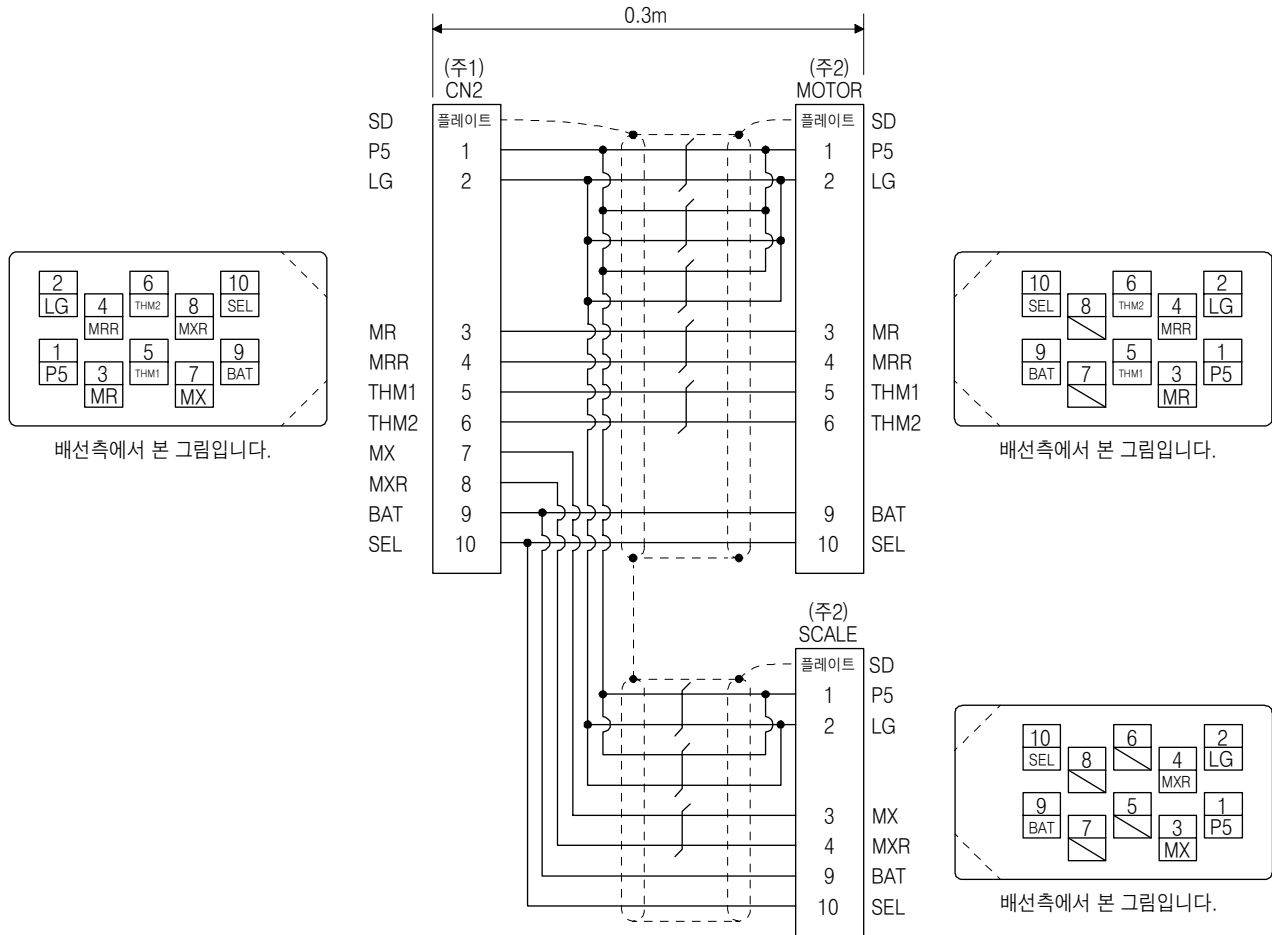 0.3m
(주1)
CN2
(주2)
MOTOR
SD 플레이트 플레이트 SD
P5 1 1 P5
LG 2 2 LG
MR 3 3 MR
MRR 4 4 MRR
THM1 5 5 THM1
THM2 6 6 THM2
MX 7
MXR 8
BAT 9 9 BAT
SEL 10 10 SEL
2 6 10
LG 4 THM2 8 SEL
MRR MXR
1 5 9
P5 3 THM1 7 BAT
MR MX
배선측에서 본 그림입니다.
10 6 2
SEL 8 THM2 4 LG
MRR
9 5 1
BAT 7 THM1 3 P5
MR
배선측에서 본 그림입니다.
(주2)
SCALE
플레이트 SD
1 P5
2 LG
3 MX
4 MXR
9 BAT
10 SEL
10 6 2
SEL 8 4 LG
MXR
9 5 1
BAT 7 3 P5
MX
배선측에서 본 그림입니다.